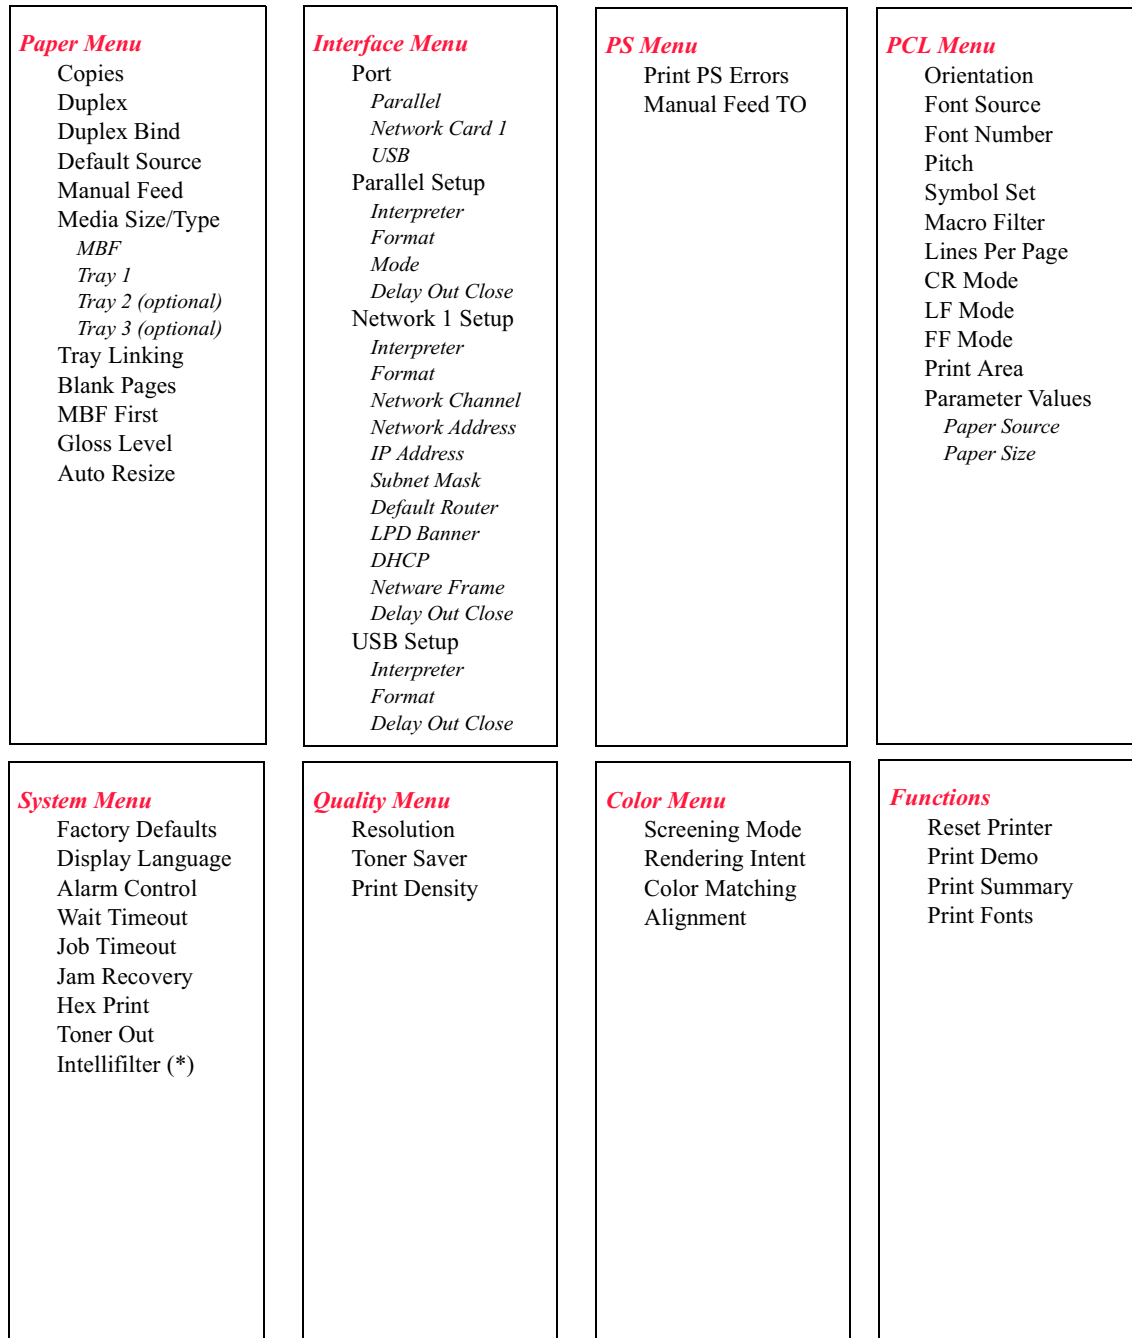 Paper Menu
Copies
Duplex
Duplex Bind
Default Source
Manual Feed
Media Size/Type
MBF
Tray 1
Tray 2 (optional)
Tray 3 (optional)
Tray Linking
Blank Pages
MBF First
Gloss Level
Auto Resize
Interface Menu
Port
Parallel
Network Card 1
USB
Parallel Setup
Interpreter
Format
Mode
Delay Out Close
Network 1 Setup
Interpreter
Format
Network Channel
Network Address
IP Address
Subnet Mask
Default Router
LPD Banner
DHCP
Netware Frame
Delay Out Close
USB Setup
Interpreter
Format
Delay Out Close
PS Menu
Print PS Errors
Manual Feed TO
PCL Menu
Orientation
Font Source
Font Number
Pitch
Symbol Set
Macro Filter
Lines Per Page
CR Mode
LF Mode
FF Mode
Print Area
Parameter Values
Paper Source
Paper Size
System Menu
Factory Defaults
Display Language
Alarm Control
Wait Timeout
Job Timeout
Jam Recovery
Hex Print
Toner Out
Intellifilter (*)
Quality Menu
Resolution
Toner Saver
Print Density
Color Menu
Screening Mode
Rendering Intent
Color Matching
Alignment
Functions
Reset Printer
Print Demo
Print Summary
Print Fonts